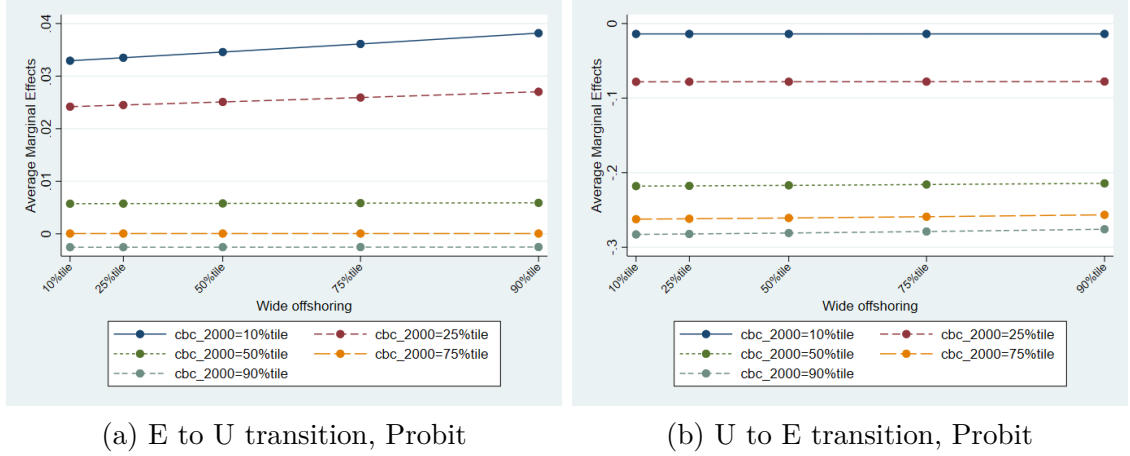 Average Marginal Effects
.04
.03
.02
.01
0
10%tile
25%tile
50%tile
75%tile
90%tile
Wide offshoring
cbc_2000=10%tile
cbc_2000=25%tile
cbc_2000=50%tile
cbc_2000=75%tile
cbc_2000=90%tile
(a) E to U transition, Probit
Average Marginal Effects
0
-.1
-.2
-.3
10%tile
25%tile
50%tile
75%tile
90%tile
Wide offshoring
cbc_2000=10%tile
cbc_2000=25%tile
cbc_2000=50%tile
cbc_2000=75%tile
cbc_2000=90%tile
(b) U to E transition, Probit